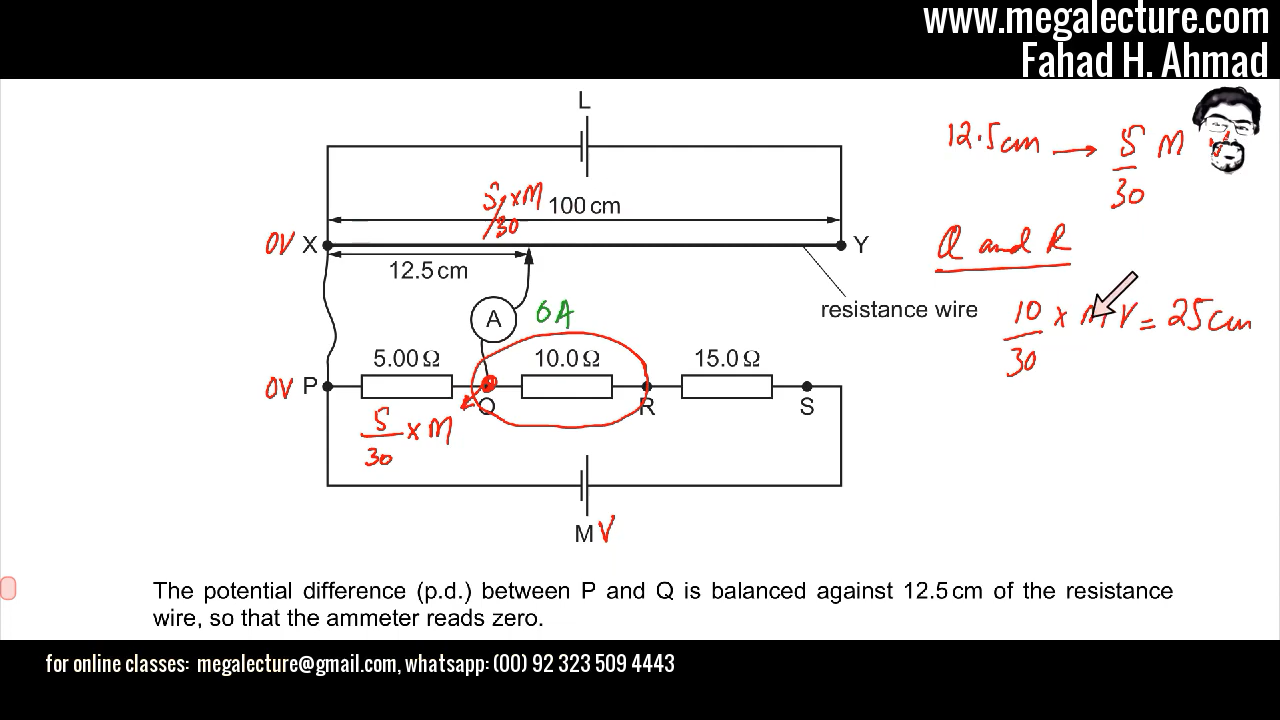 www.megalecture.com
Fahad H. Ahmad
L
12.5cm → 5/30 M V
5/30 × M
100 cm
0V X
Y
Q and R
12.5 cm
resistance wire
A
0A
10/30 × M V = 25cm
5.00 Ω
10.0 Ω
15.0 Ω
0V P
Q
R
S
5/30 × M
M V
The potential difference (p.d.) between P and Q is balanced against 12.5 cm of the resistance
wire, so that the ammeter reads zero.
for online classes: megalecture@gmail.com, whatsapp: (00) 92 323 509 4443